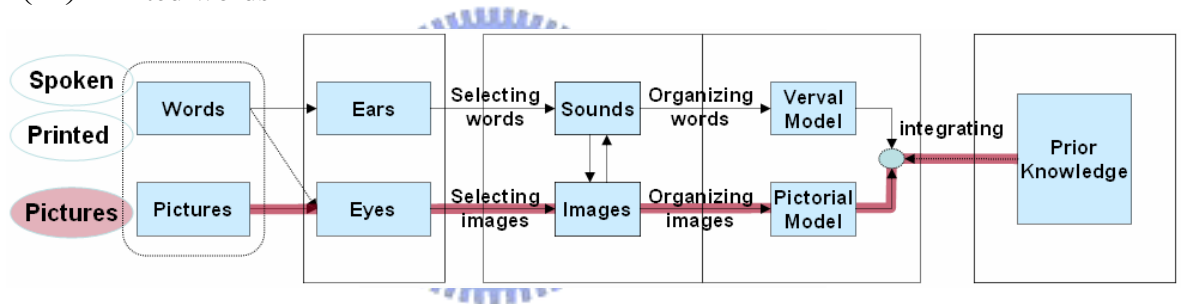 Spoken
Printed
Pictures
Words
Pictures
Ears
Eyes
Selecting
words
Selecting
images
Sounds
Images
Organizing
words
Organizing
images
Verval
Model
Pictorial
Model
integrating
Prior
Knowledge